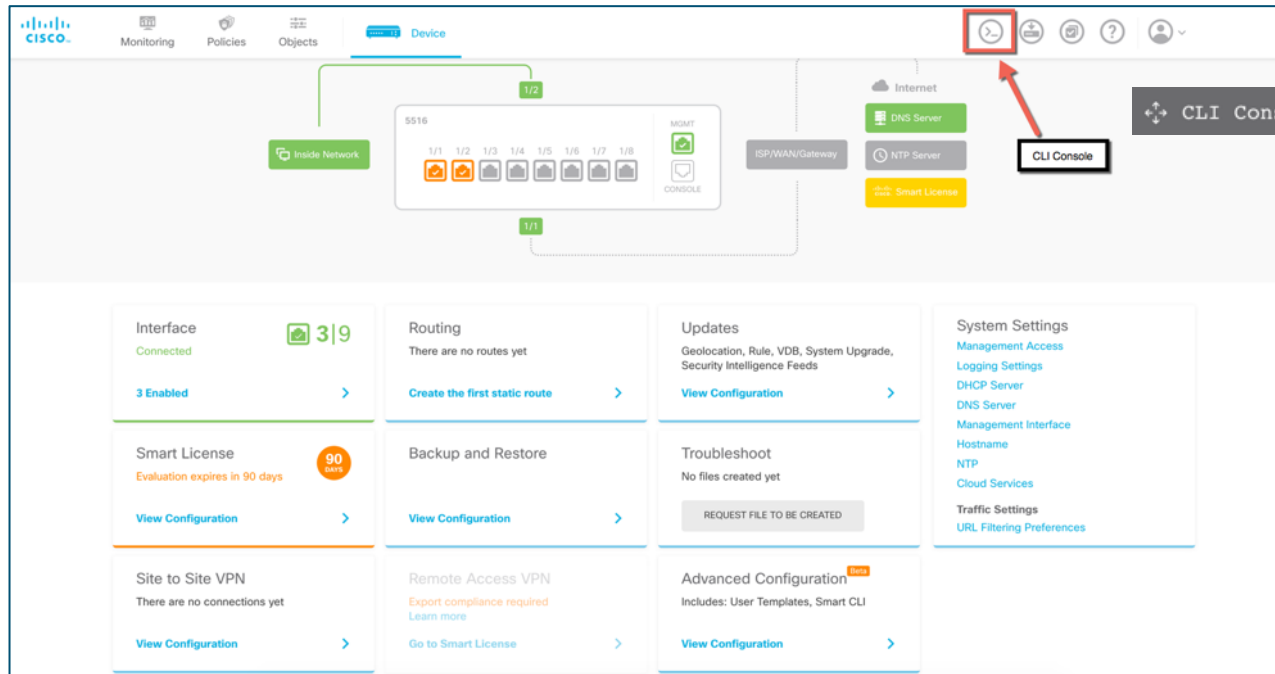 CISCO
Monitoring
Policies
Objects
Device
>_
?
CLI Cons
CLI Console
1/2
Internet
5516
MGMT
DNS Server
1/1 1/2 1/3 1/4 1/5 1/6 1/7 1/8
Inside Network
ISP/WAN/Gateway
NTP Server
CONSOLE
Smart License
1/1
Interface
3|9
Connected
3 Enabled
Routing
There are no routes yet
Create the first static route
Updates
Geolocation, Rule, VDB, System Upgrade,
Security Intelligence Feeds
View Configuration
System Settings
Management Access
Logging Settings
DHCP Server
DNS Server
Management Interface
Hostname
NTP
Cloud Services
Traffic Settings
URL Filtering Preferences
Smart License
90
DAYS
Evaluation expires in 90 days
View Configuration
Backup and Restore
View Configuration
Troubleshoot
No files created yet
REQUEST FILE TO BE CREATED
Site to Site VPN
There are no connections yet
View Configuration
Remote Access VPN
Export compliance required
Learn more
Go to Smart License
Advanced Configuration
Beta
Includes: User Templates, Smart CLI
View Configuration